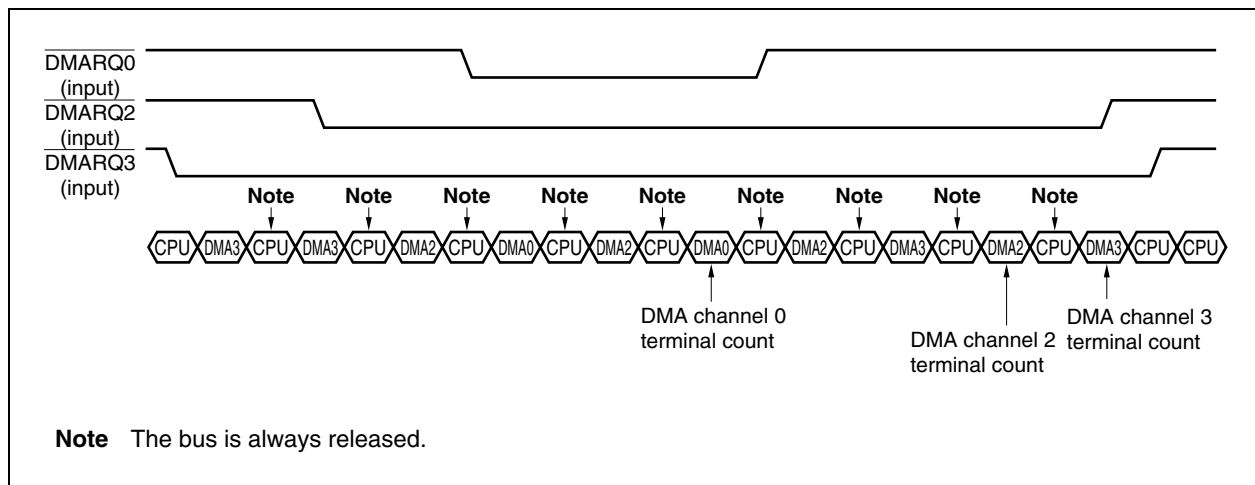 DMARQ0
(input)
DMARQ2
(input)
DMARQ3
(input)
Note Note Note Note Note Note Note Note Note
CPU DMA3 CPU DMA3 CPU DMA2 CPU DMA0 CPU DMA2 CPU DMA0 CPU DMA2 CPU DMA3 CPU DMA2 CPU DMA3 CPU CPU
DMA channel 0
terminal count
DMA channel 2
terminal count
DMA channel 3
terminal count
Note The bus is always released.